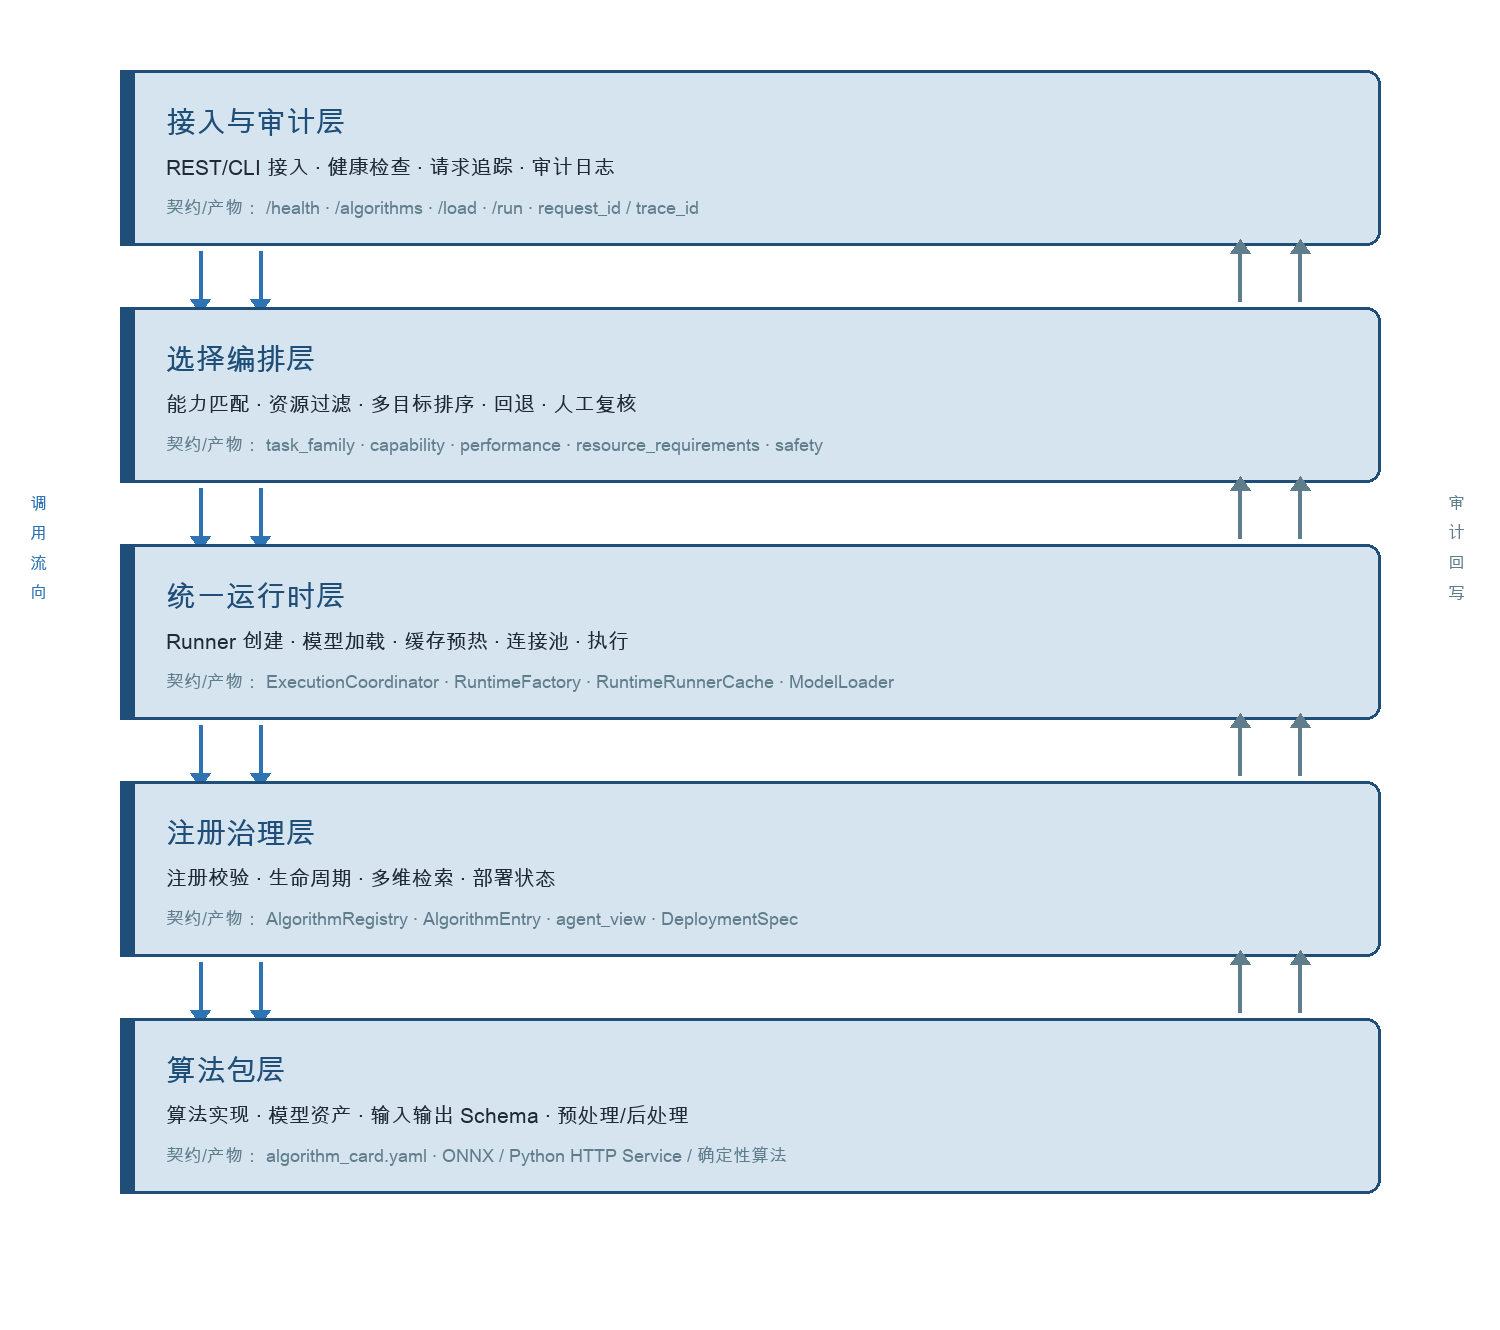 接入与审计层
REST/CLI 接入 · 健康检查 · 请求追踪 · 审计日志
契约/产物： /health · /algorithms · /load · /run · request_id / trace_id
选择编排层
能力匹配 · 资源过滤 · 多目标排序 · 回退 · 人工复核
契约/产物： task_family · capability · performance · resource_requirements · safety
调用流向
审计回写
统一运行时层
Runner 创建 · 模型加载 · 缓存预热 · 连接池 · 执行
契约/产物： ExecutionCoordinator · RuntimeFactory · RuntimeRunnerCache · ModelLoader
注册治理层
注册校验 · 生命周期 · 多维检索 · 部署状态
契约/产物： AlgorithmRegistry · AlgorithmEntry · agent_view · DeploymentSpec
算法包层
算法实现 · 模型资产 · 输入输出 Schema · 预处理/后处理
契约/产物： algorithm_card.yaml · ONNX / Python HTTP Service / 确定性算法